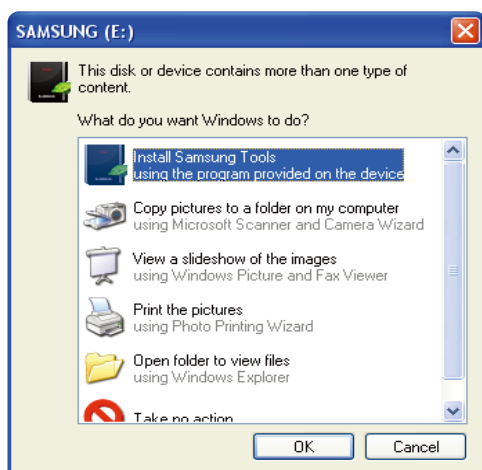 SAMSUNG (E:)
This disk or device contains more than one type of
content.
What do you want Windows to do?
Install Samsung Tools
using the program provided on the device
Copy pictures to a folder on my computer
using Microsoft Scanner and Camera Wizard
View a slideshow of the images
using Windows Picture and Fax Viewer
Print the pictures
using Photo Printing Wizard
Open folder to view files
using Windows Explorer
Take no action
OK
Cancel